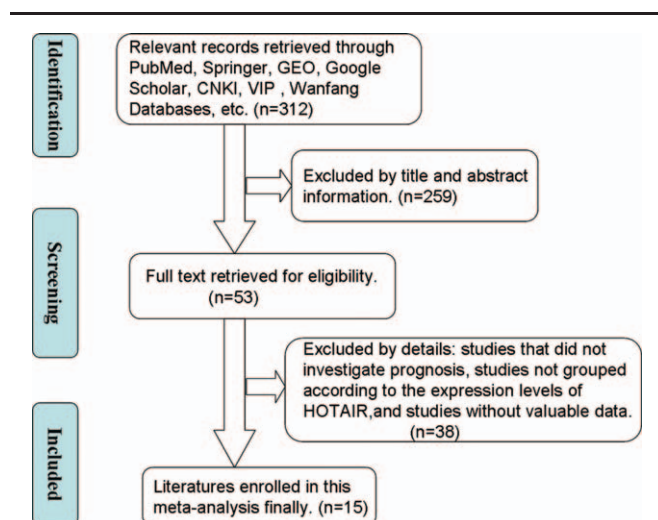 Identification
Relevant records retrieved through
PubMed, Springer, GEO, Google
Scholar, CNKI, VIP , Wanfang
Databases, etc. (n=312)
Excluded by title and abstract
information. (n=259)
Screening
Full text retrieved for eligibility.
(n=53)
Excluded by details: studies that did not
investigate prognosis, studies not grouped
according to the expression levels of
HOTAIR,and studies without valuable data.
(n=38)
Included
Literatures enrolled in this
meta-analysis finally. (n=15)